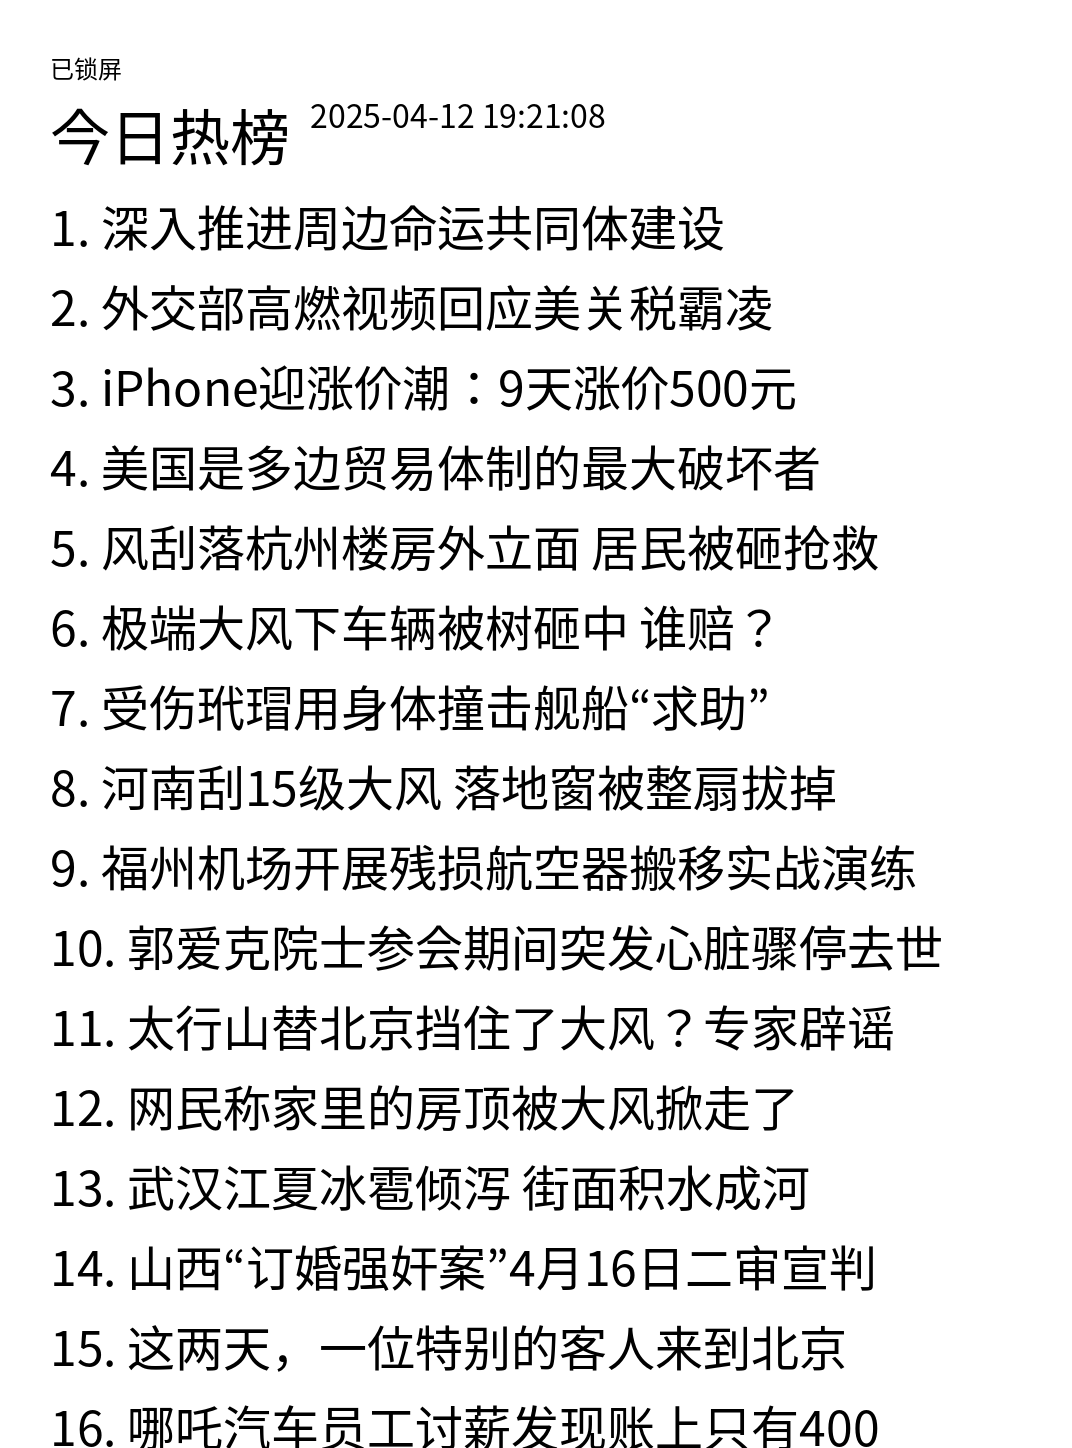 已锁屏
今日热榜 2025-04-12 19:21:08
1. 深入推进周边命运共同体建设
2. 外交部高燃视频回应美关税霸凌
3. iPhone迎涨价潮：9天涨价500元
4. 美国是多边贸易体制的最大破坏者
5. 风刮落杭州楼房外立面 居民被砸抢救
6. 极端大风下车辆被树砸中 谁赔？
7. 受伤玳瑁用身体撞击舰船“求助”
8. 河南刮15级大风 落地窗被整扇拔掉
9. 福州机场开展残损航空器搬移实战演练
10. 郭爱克院士参会期间突发心脏骤停去世
11. 太行山替北京挡住了大风？专家辟谣
12. 网民称家里的房顶被大风掀走了
13. 武汉江夏冰雹倾泻 街面积水成河
14. 山西“订婚强奸案”4月16日二审宣判
15. 这两天，一位特别的客人来到北京
16. 哪吒汽车员工讨薪发现账上只有400